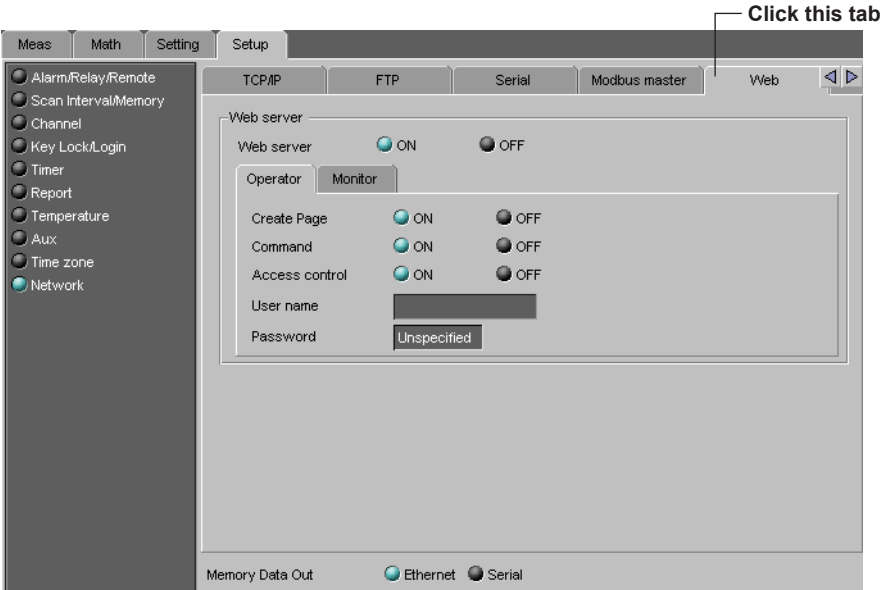 Click this tab
Meas Math Setting Setup
Alarm/Relay/Remote
Scan Interval/Memory
Channel
Key Lock/Login
Timer
Report
Temperature
Aux
Time zone
Network
TCP/IP FTP Serial Modbus master Web
Web server
Web server ON OFF
Operator Monitor
Create Page ON OFF
Command ON OFF
Access control ON OFF
User name
Password Unspecified
Memory Data Out Ethernet Serial